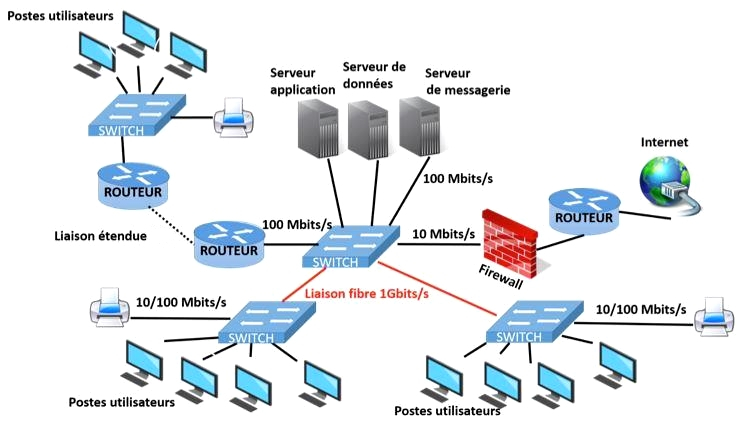 Postes utilisateurs
Serveur
application
Serveur de
données
Serveur
de messagerie
SWITCH
Internet
ROUTEUR
100 Mbits/s
ROUTEUR
Liaison étendue
100 Mbits/s
ROUTEUR
10 Mbits/s
SWITCH
Firewall
Liaison fibre 1Gbits/s
10/100 Mbits/s
10/100 Mbits/s
SWITCH
SWITCH
Postes utilisateurs
Postes utilisateurs